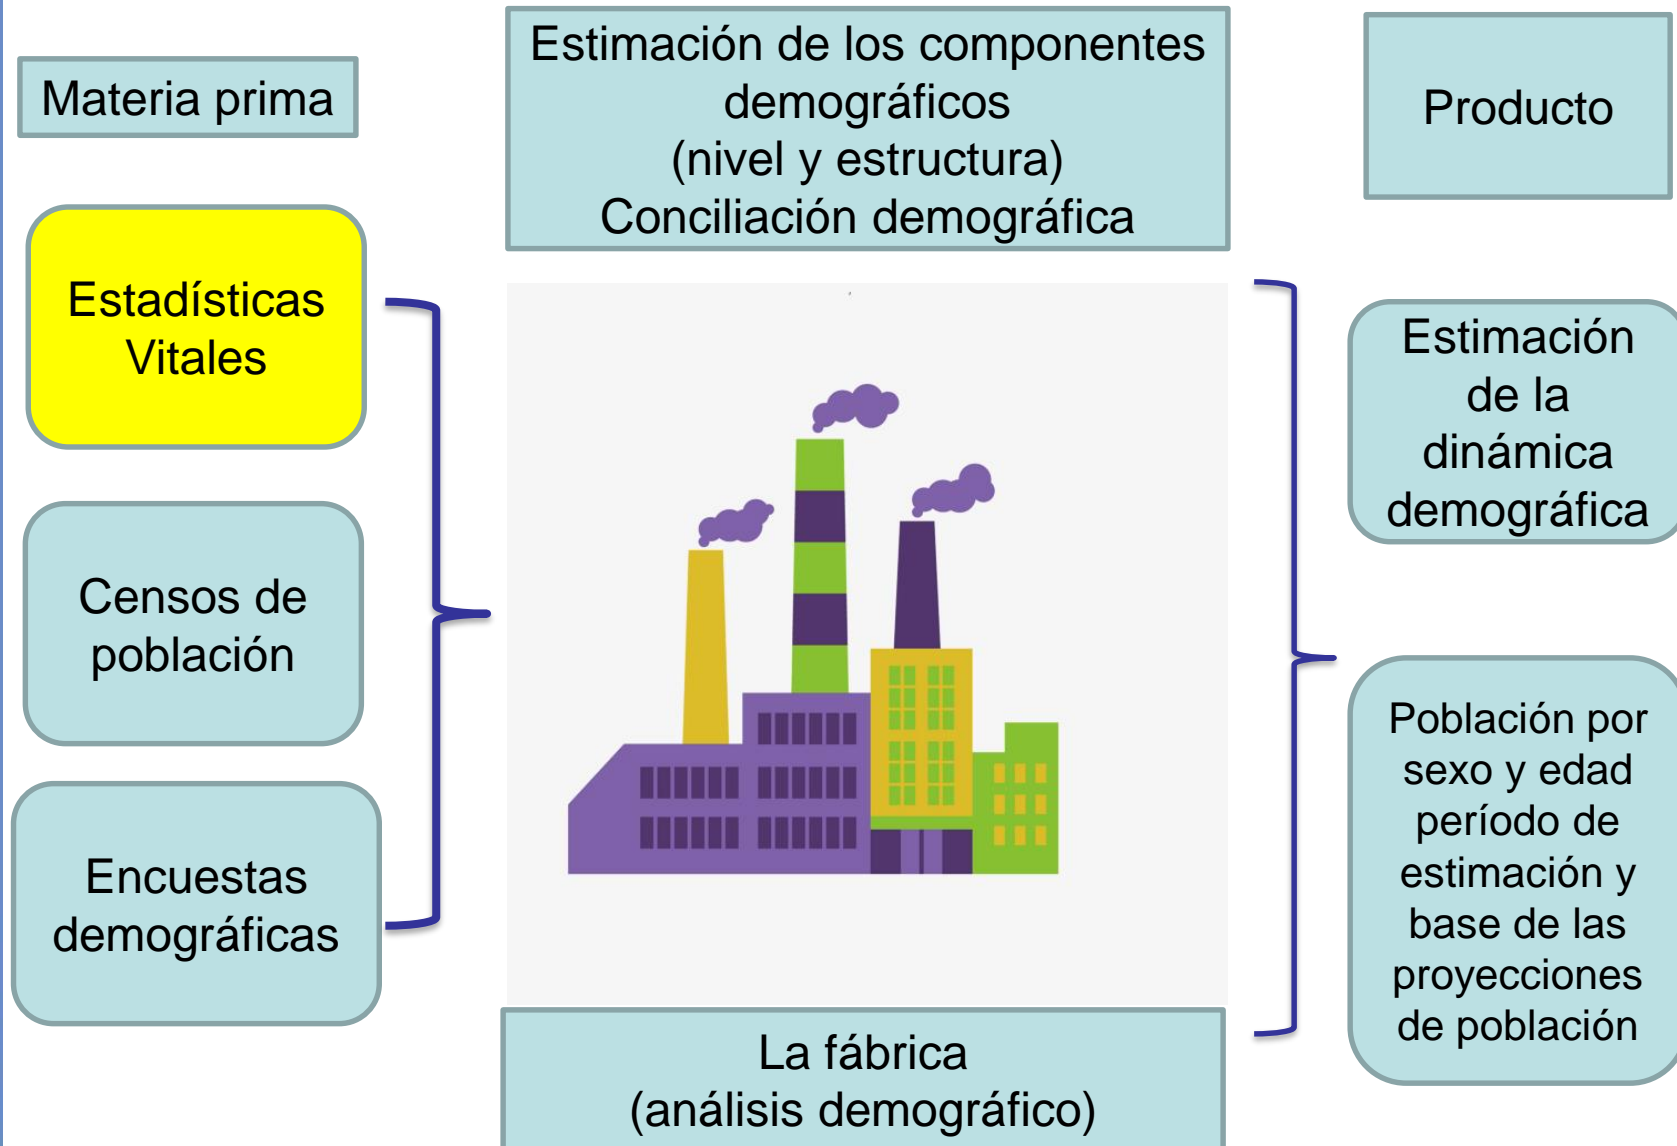 Materia prima
Estadísticas
Vitales
Censos de
población
Encuestas
demográficas
Estimación de los componentes
demográficos
(nivel y estructura)
Conciliación demográfica
La fábrica
(análisis demográfico)
Producto
Estimación
de la
dinámica
demográfica
Población por
sexo y edad
período de
estimación y
base de las
proyecciones
de población